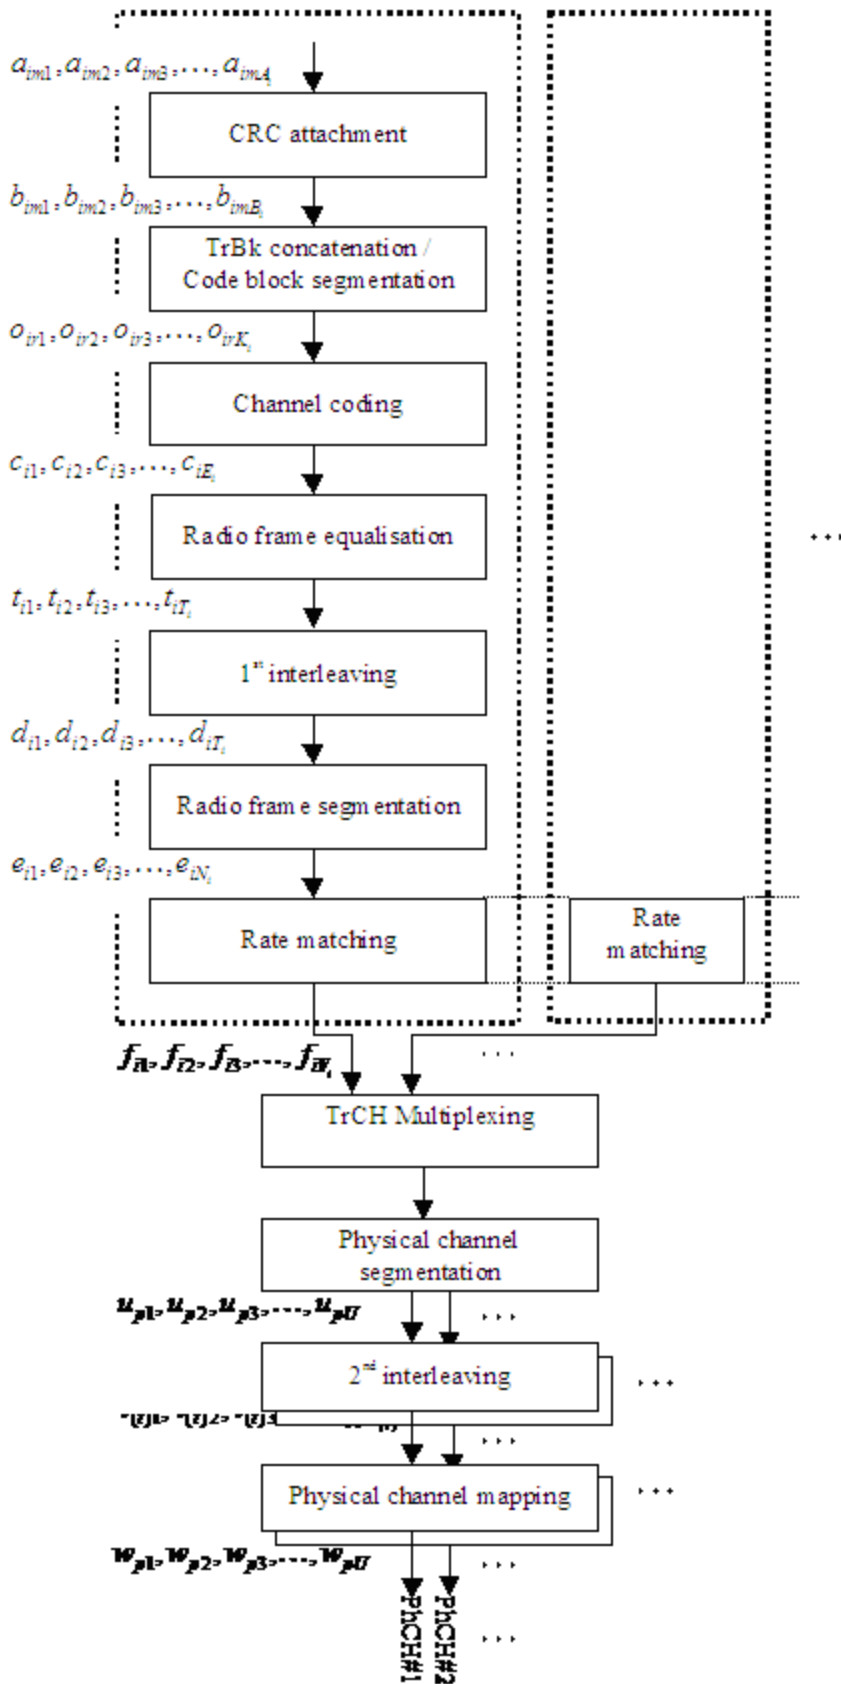 a_im1, a_im2, a_im3, ..., a_imA_i
CRC attachment
b_im1, b_im2, b_im3, ..., b_imB_i
TrBk concatenation /
Code block segmentation
o_ir1, o_ir2, o_ir3, ..., o_irK_i
Channel coding
c_i1, c_i2, c_i3, ..., c_iE_i
Radio frame equalisation
...
t_i1, t_i2, t_i3, ..., t_iT_i
1st interleaving
d_i1, d_i2, d_i3, ..., d_iT_i
Radio frame segmentation
e_i1, e_i2, e_i3, ..., e_iN_i
Rate matching
Rate
matching
f_i1, f_i2, f_i3, ..., f_iV_i
...
TrCH Multiplexing
Physical channel
segmentation
u_p1, u_p2, u_p3, ..., u_pU
...
2nd interleaving
...
...
Physical channel mapping
...
w_p1, w_p2, w_p3, ..., w_pU
...
PhCH#1
PhCH#2
...